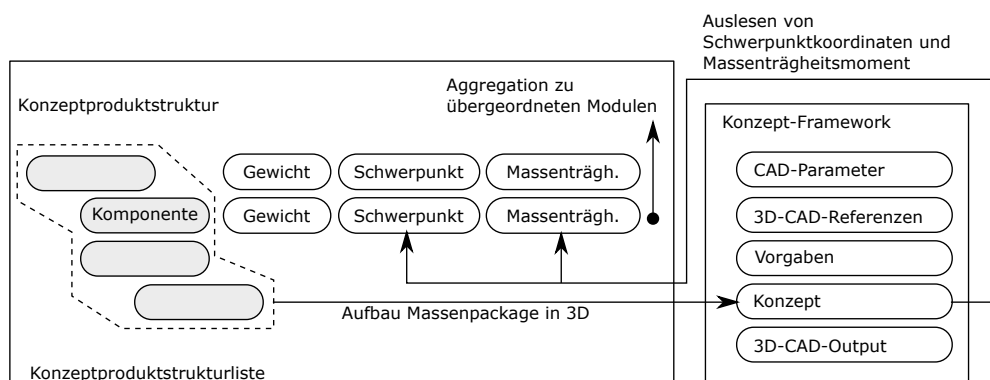 Auslesen von
Schwerpunktkoordinaten und
Massenträgheitsmoment
Aggregation zu
übergeordneten Modulen
Konzeptproduktstruktur
Konzept-Framework
Gewicht
Schwerpunkt
Massenträgh.
CAD-Parameter
Komponente
Gewicht
Schwerpunkt
Massenträgh.
3D-CAD-Referenzen
Vorgaben
Konzept
Aufbau Massenpackage in 3D
3D-CAD-Output
Konzeptproduktstrukturliste